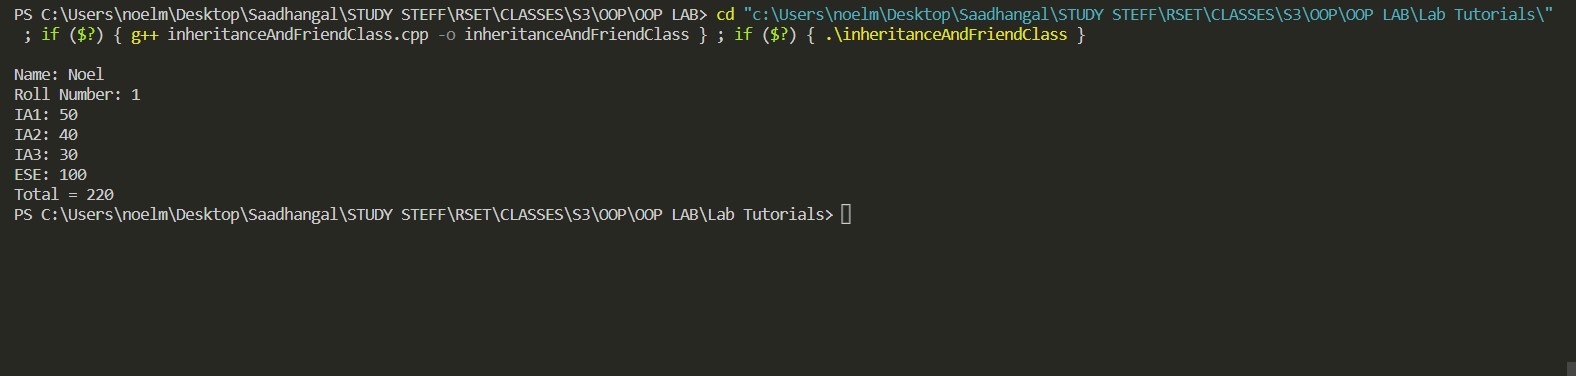 PS C:\Users\noelm\Desktop\Saadhangal\STUDY STEFF\RSET\CLASSES\S3\OOP\OOP LAB> cd "c:\Users\noelm\Desktop\Saadhangal\STUDY STEFF\RSET\CLASSES\S3\OOP\OOP LAB\Lab Tutorials\"
; if ($?) { g++ inheritanceAndFriendClass.cpp -o inheritanceAndFriendClass } ; if ($?) { .\inheritanceAndFriendClass }
Name: Noel
Roll Number: 1
IA1: 50
IA2: 40
IA3: 30
ESE: 100
Total = 220
PS C:\Users\noelm\Desktop\Saadhangal\STUDY STEFF\RSET\CLASSES\S3\OOP\OOP LAB\Lab Tutorials>